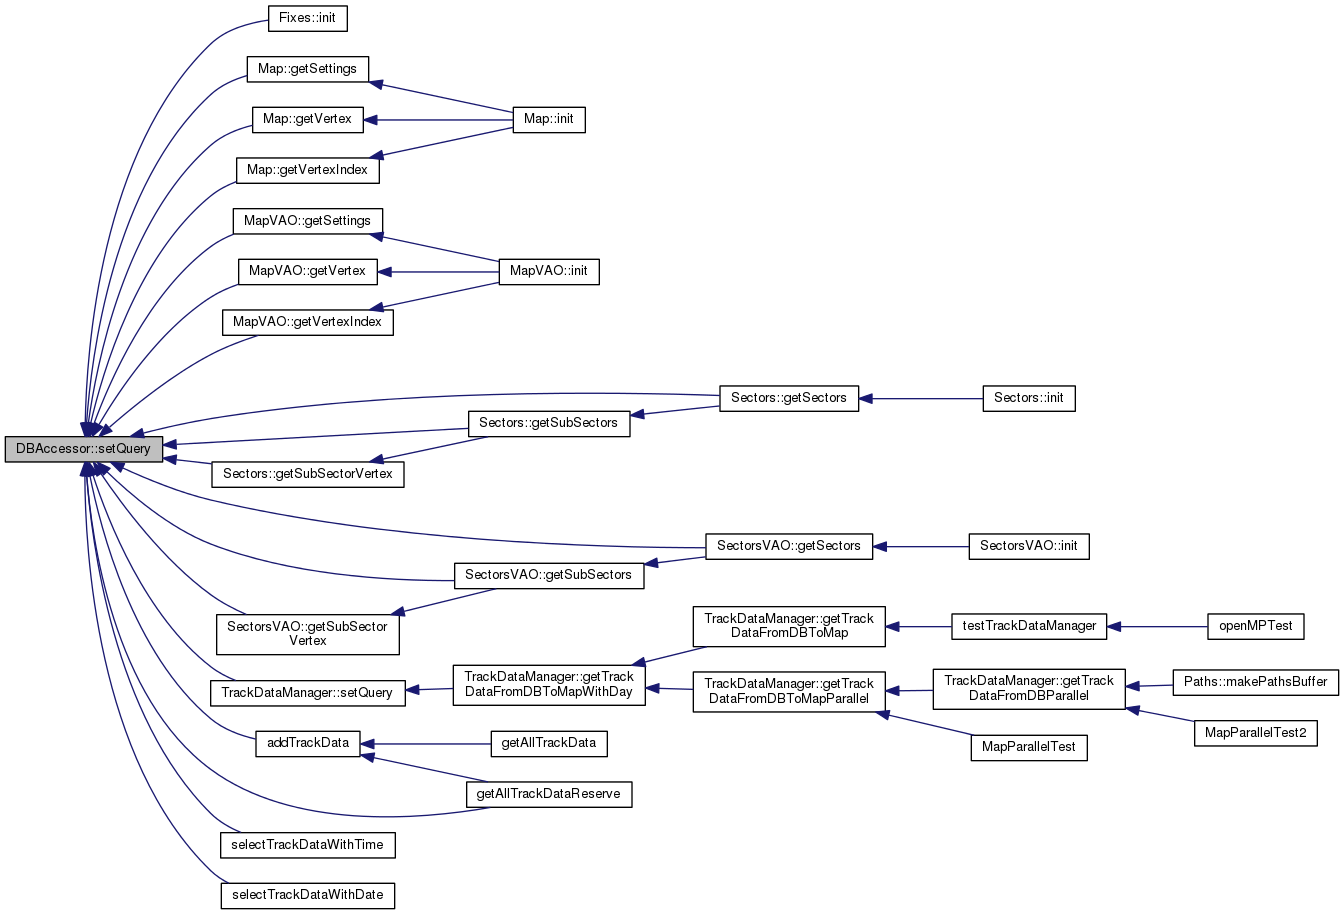 Fixes::init
Map::getSettings
Map::getVertex
Map::init
Map::getVertexIndex
MapVAO::getSettings
MapVAO::getVertex
MapVAO::init
MapVAO::getVertexIndex
Sectors::getSectors
Sectors::init
Sectors::getSubSectors
DBAccessor::setQuery
Sectors::getSubSectorVertex
SectorsVAO::getSectors
SectorsVAO::init
SectorsVAO::getSubSectors
SectorsVAO::getSubSector
Vertex
TrackDataManager::getTrack
DataFromDBToMap
testTrackDataManager
openMPTest
TrackDataManager::setQuery
TrackDataManager::getTrack
DataFromDBToMapWithDay
TrackDataManager::getTrack
DataFromDBToMapParallel
TrackDataManager::getTrack
DataFromDBParallel
Paths::makePathsBuffer
MapParallelTest2
MapParallelTest
addTrackData
getAllTrackData
getAllTrackDataReserve
selectTrackDataWithTime
selectTrackDataWithDate